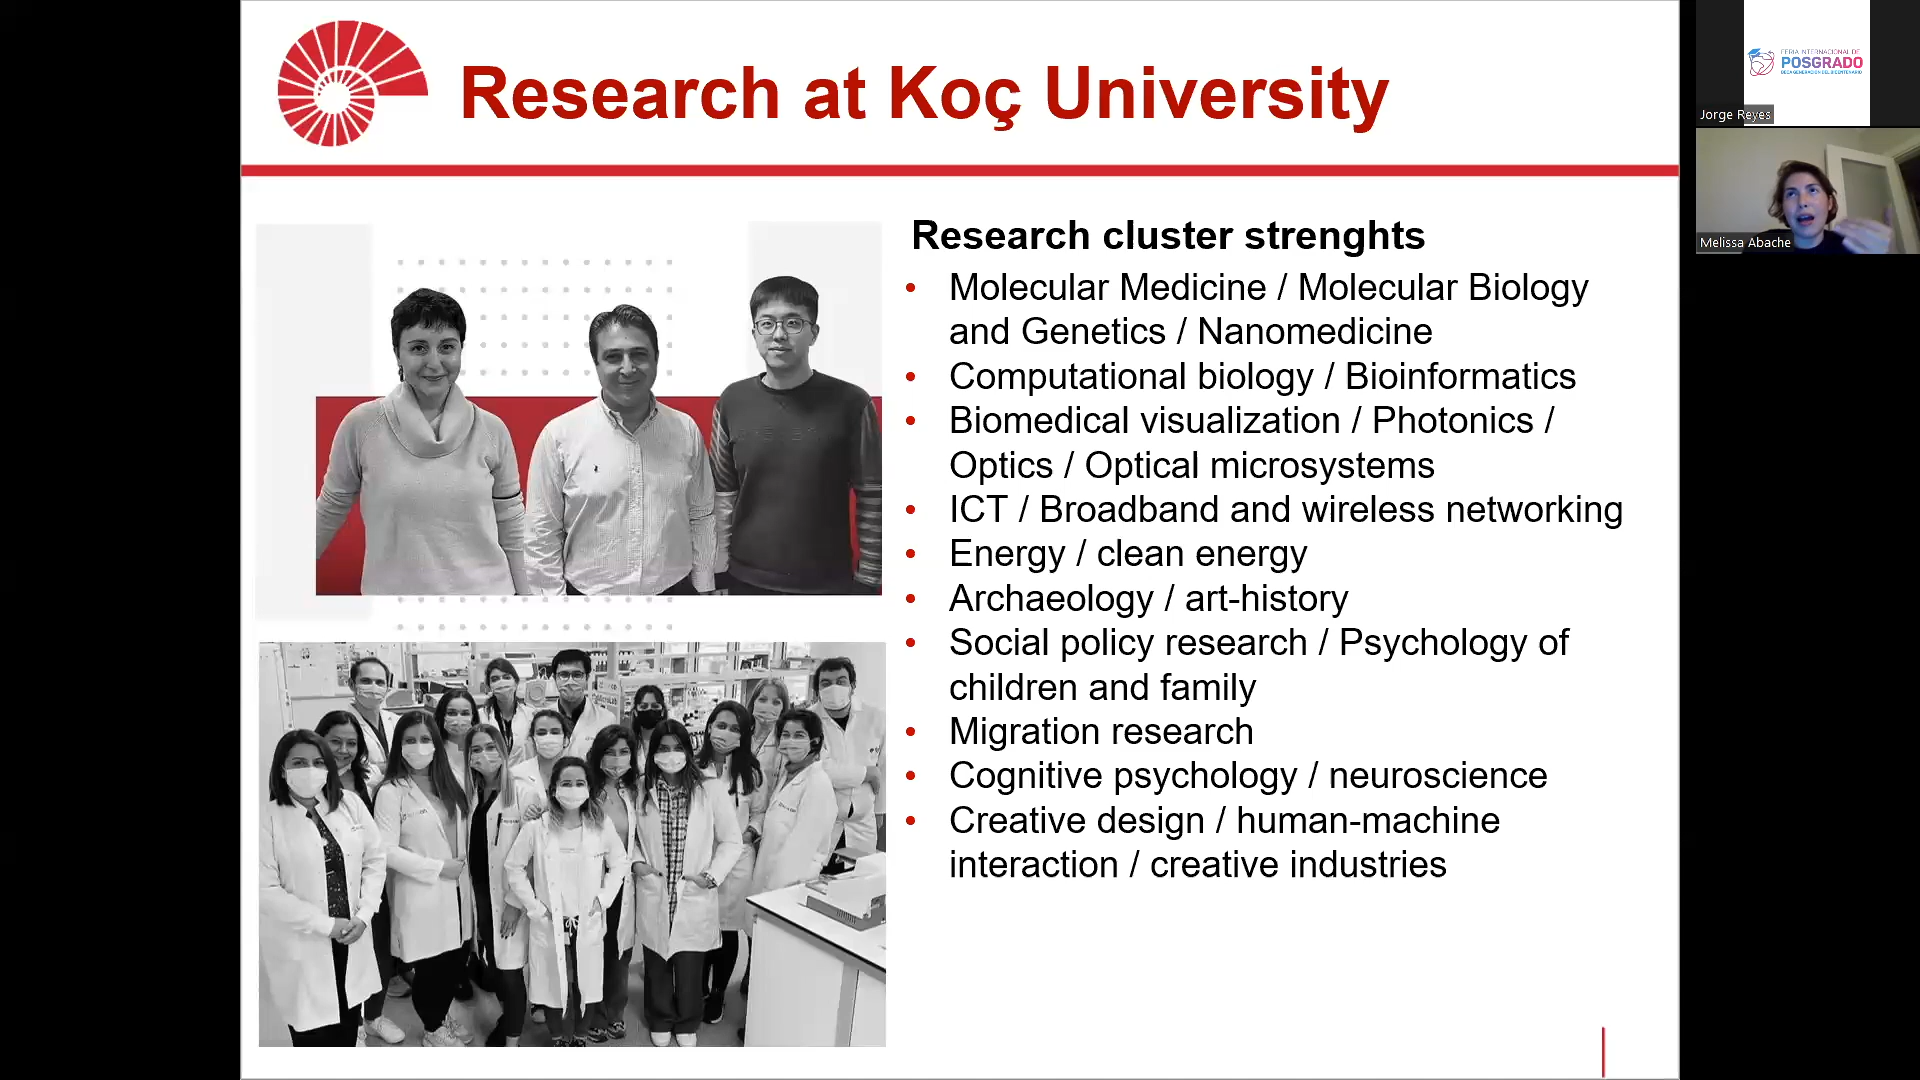 Research at Koç University
Research cluster strenghts
• Molecular Medicine / Molecular Biology
and Genetics / Nanomedicine
• Computational biology / Bioinformatics
• Biomedical visualization / Photonics /
Optics / Optical microsystems
• ICT / Broadband and wireless networking
• Energy / clean energy
• Archaeology / art-history
• Social policy research / Psychology of
children and family
• Migration research
• Cognitive psychology / neuroscience
• Creative design / human-machine
interaction / creative industries
FERIA INTERNACIONAL DE
POSGRADO
BECA GENERACIÓN DEL BICENTENARIO
Jorge Reyes
Melissa Abache